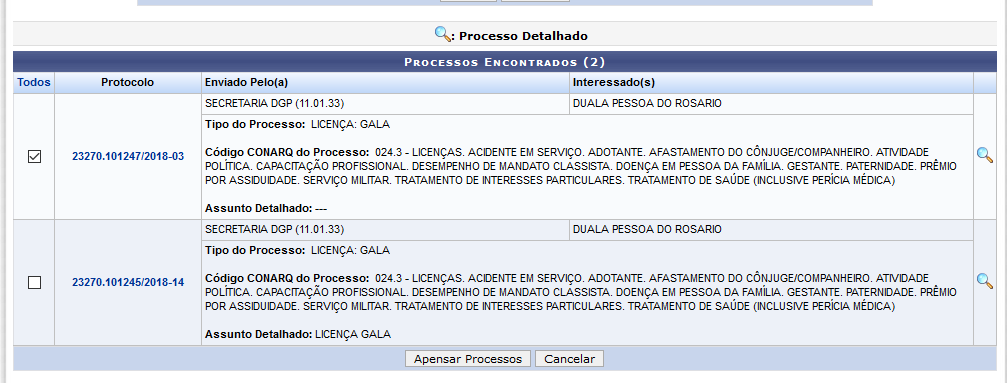 : Processo Detalhado
PROCESSOS ENCONTRADOS (2)
Todos Protocolo Enviado Pelo(a) Interessado(s)
SECRETARIA DGP (11.01.33) DUALA PESSOA DO ROSARIO
Tipo do Processo: LICENÇA: GALA
23270.101247/2018-03
Código CONARQ do Processo: 024.3 - LICENÇAS. ACIDENTE EM SERVIÇO. ADOTANTE. AFASTAMENTO DO CÔNJUGE/COMPANHEIRO. ATIVIDADE
POLÍTICA. CAPACITAÇÃO PROFISSIONAL. DESEMPENHO DE MANDATO CLASSISTA. DOENÇA EM PESSOA DA FAMÍLIA. GESTANTE. PATERNIDADE. PRÊMIO
POR ASSIDUIDADE. SERVIÇO MILITAR. TRATAMENTO DE INTERESSES PARTICULARES. TRATAMENTO DE SAÚDE (INCLUSIVE PERÍCIA MÉDICA)
Assunto Detalhado: ---
SECRETARIA DGP (11.01.33) DUALA PESSOA DO ROSARIO
Tipo do Processo: LICENÇA: GALA
23270.101245/2018-14
Código CONARQ do Processo: 024.3 - LICENÇAS. ACIDENTE EM SERVIÇO. ADOTANTE. AFASTAMENTO DO CÔNJUGE/COMPANHEIRO. ATIVIDADE
POLÍTICA. CAPACITAÇÃO PROFISSIONAL. DESEMPENHO DE MANDATO CLASSISTA. DOENÇA EM PESSOA DA FAMÍLIA. GESTANTE. PATERNIDADE. PRÊMIO
POR ASSIDUIDADE. SERVIÇO MILITAR. TRATAMENTO DE INTERESSES PARTICULARES. TRATAMENTO DE SAÚDE (INCLUSIVE PERÍCIA MÉDICA)
Assunto Detalhado: LICENÇA GALA
Apensar Processos Cancelar